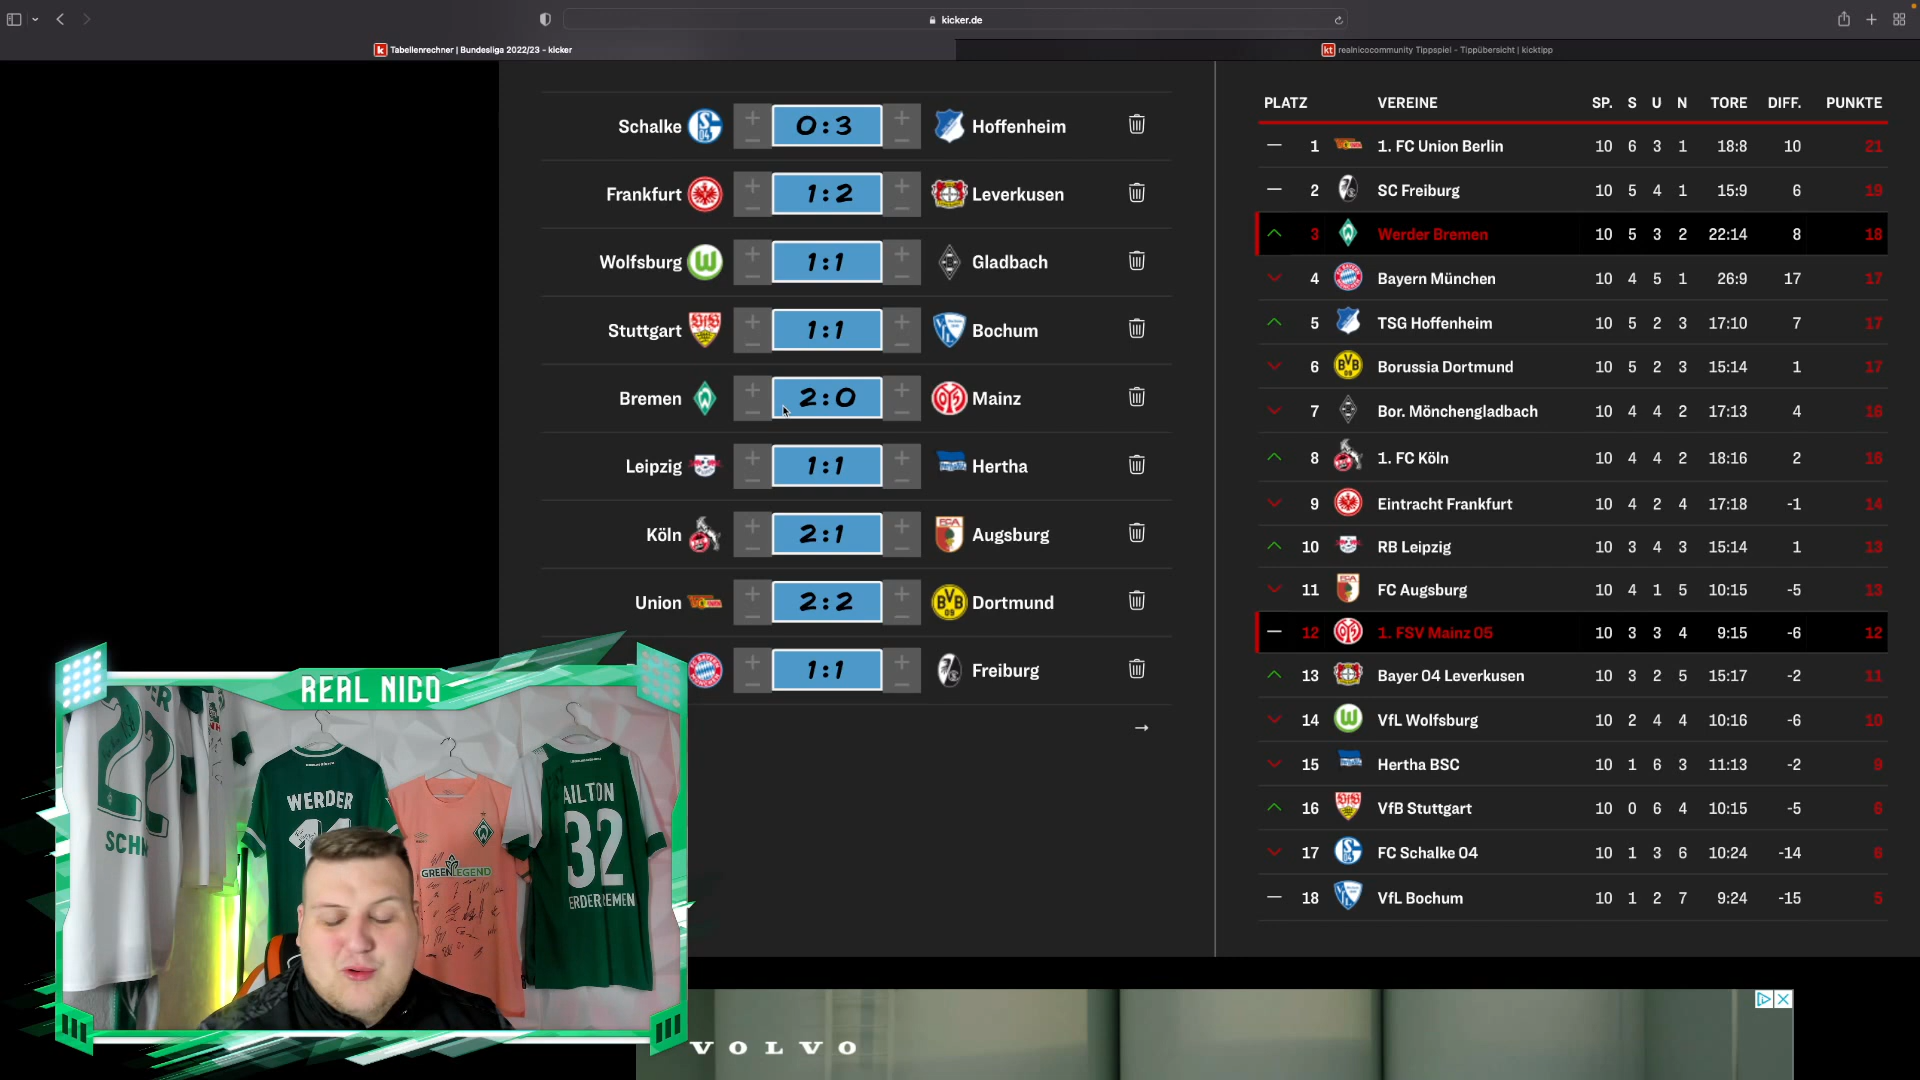 kicker.de
Tabellenrechner | Bundesliga 2022/23 - kicker
realnicocommunity Tippspiel - Tippübersicht | kicktipp
Schalke 0:3 Hoffenheim
Frankfurt 1:2 Leverkusen
Wolfsburg 1:1 Gladbach
Stuttgart 1:1 Bochum
Bremen 2:0 Mainz
Leipzig 1:1 Hertha
Köln 2:1 Augsburg
Union 2:2 Dortmund
1:1 Freiburg
PLATZ VEREINE SP. S U N TORE DIFF. PUNKTE
1 1. FC Union Berlin 10 6 3 1 18:8 10 21
2 SC Freiburg 10 5 4 1 15:9 6 19
3 Werder Bremen 10 5 3 2 22:14 8 18
4 Bayern München 10 4 5 1 26:9 17 17
5 TSG Hoffenheim 10 5 2 3 17:10 7 17
6 Borussia Dortmund 10 5 2 3 15:14 1 17
7 Bor. Mönchengladbach 10 4 4 2 17:13 4 16
8 1. FC Köln 10 4 4 2 18:16 2 16
9 Eintracht Frankfurt 10 4 2 4 17:18 -1 14
10 RB Leipzig 10 3 4 3 15:14 1 13
11 FC Augsburg 10 4 1 5 10:15 -5 13
12 1. FSV Mainz 05 10 3 3 4 9:15 -6 12
13 Bayer 04 Leverkusen 10 3 2 5 15:17 -2 11
14 VfL Wolfsburg 10 2 4 4 10:16 -6 10
15 Hertha BSC 10 1 6 3 11:13 -2 9
16 VfB Stuttgart 10 0 6 4 10:15 -5 6
17 FC Schalke 04 10 1 3 6 10:24 -14 6
18 VfL Bochum 10 1 2 7 9:24 -15 5
REAL NICO
22
WERDER
GREENLEGEND
AILTON
32
VOLVO